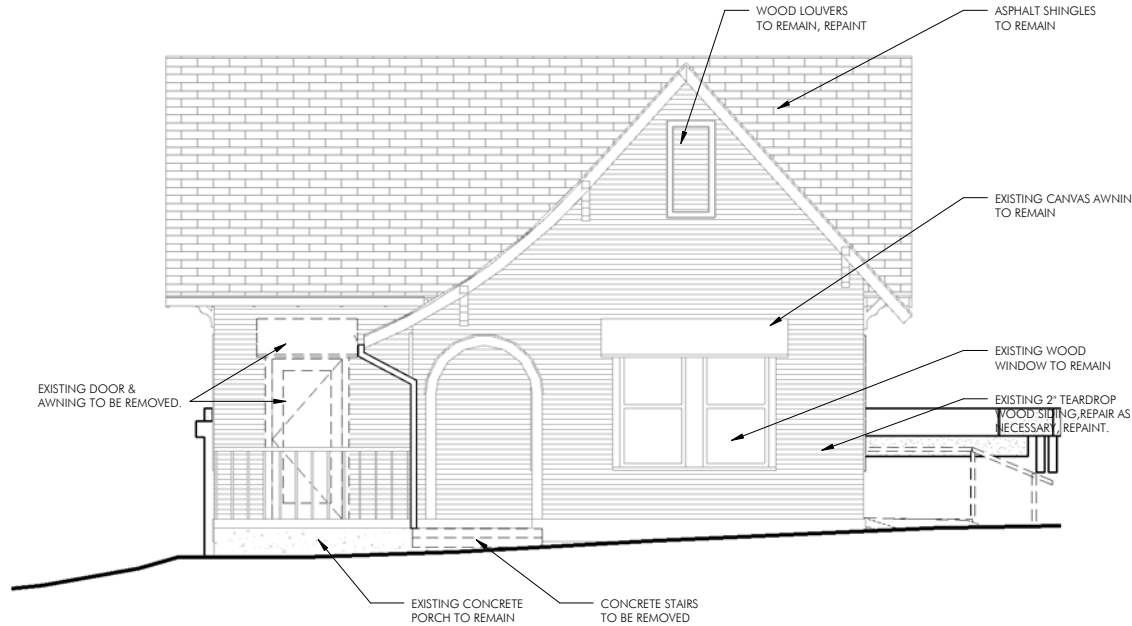 WOOD LOUVERS
TO REMAIN, REPAINT
ASPHALT SHINGLES
TO REMAIN
EXISTING CANVAS AWNIN
TO REMAIN
EXISTING WOOD
WINDOW TO REMAIN
EXISTING DOOR &
AWNING TO BE REMOVED.
EXISTING 2" TEARDROP
WOOD SIDING,REPAIR AS
NECESSARY, REPAINT.
EXISTING CONCRETE
PORCH TO REMAIN
CONCRETE STAIRS
TO BE REMOVED